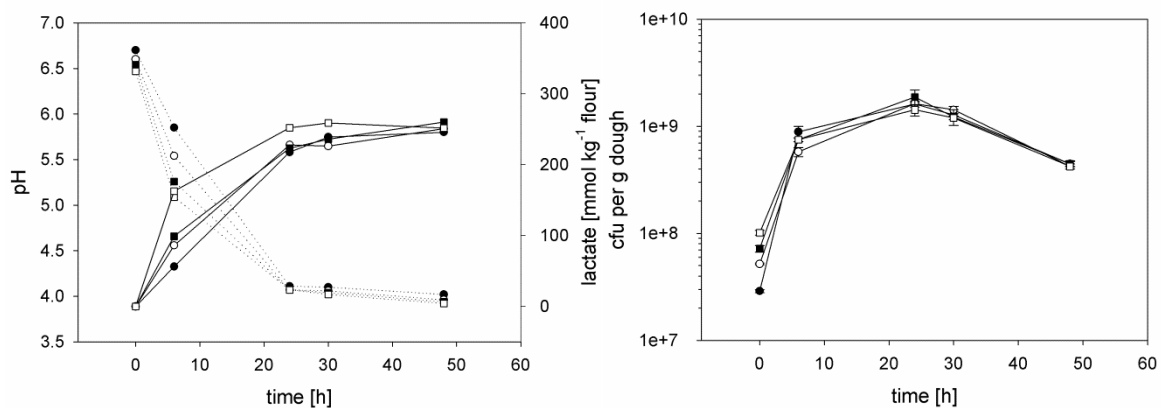 7.0
6.5
6.0
5.5
5.0
4.5
4.0
3.5
pH
0 10 20 30 40 50 60
time [h]
400
300
200
100
0
lactate [mmol kg⁻¹ flour]
1e+10
1e+9
1e+8
1e+7
cfu per g dough
0 10 20 30 40 50 60
time [h]